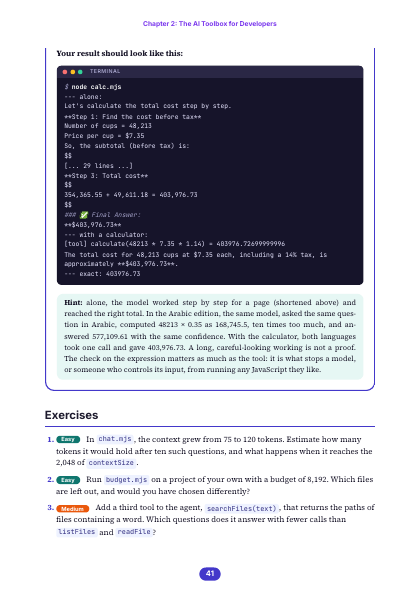 Chapter 2: The AI Toolbox for Developers
Your result should look like this:
TERMINAL
$ node calc.mjs
--- alone:
Let's calculate the total cost step by step.
**Step 1: Find the cost before tax**
Number of cups = 48,213
Price per cup = $7.35
So, the subtotal (before tax) is:
$$
[... 29 lines ...]
**Step 3: Total cost**
$$
354,365.55 + 49,611.18 = 403,976.73
$$
### ✅ Final Answer:
**$403,976.73**
--- with a calculator:
[tool] calculate(48213 * 7.35 * 1.14) = 403976.72699999996
The total cost for 48,213 cups at $7.35 each, including a 14% tax, is
approximately **$403,976.73**.
--- exact: 403976.73
Hint: alone, the model worked step by step for a page (shortened above) and
reached the right total. In the Arabic edition, the same model, asked the same ques-
tion in Arabic, computed 48213 × 0.35 as 168,745.5, ten times too much, and an-
swered 577,109.61 with the same confidence. With the calculator, both languages
took one call and gave 403,976.73. A long, careful-looking working is not a proof.
The check on the expression matters as much as the tool: it is what stops a model,
or someone who controls its input, from running any JavaScript they like.
Exercises
1. Easy In chat.mjs, the context grew from 75 to 120 tokens. Estimate how many
tokens it would hold after ten such questions, and what happens when it reaches the
2,048 of contextSize.
2. Easy Run budget.mjs on a project of your own with a budget of 8,192. Which files
are left out, and would you have chosen differently?
3. Medium Add a third tool to the agent, searchFiles(text), that returns the paths of
files containing a word. Which questions does it answer with fewer calls than
listFiles and readFile?
41